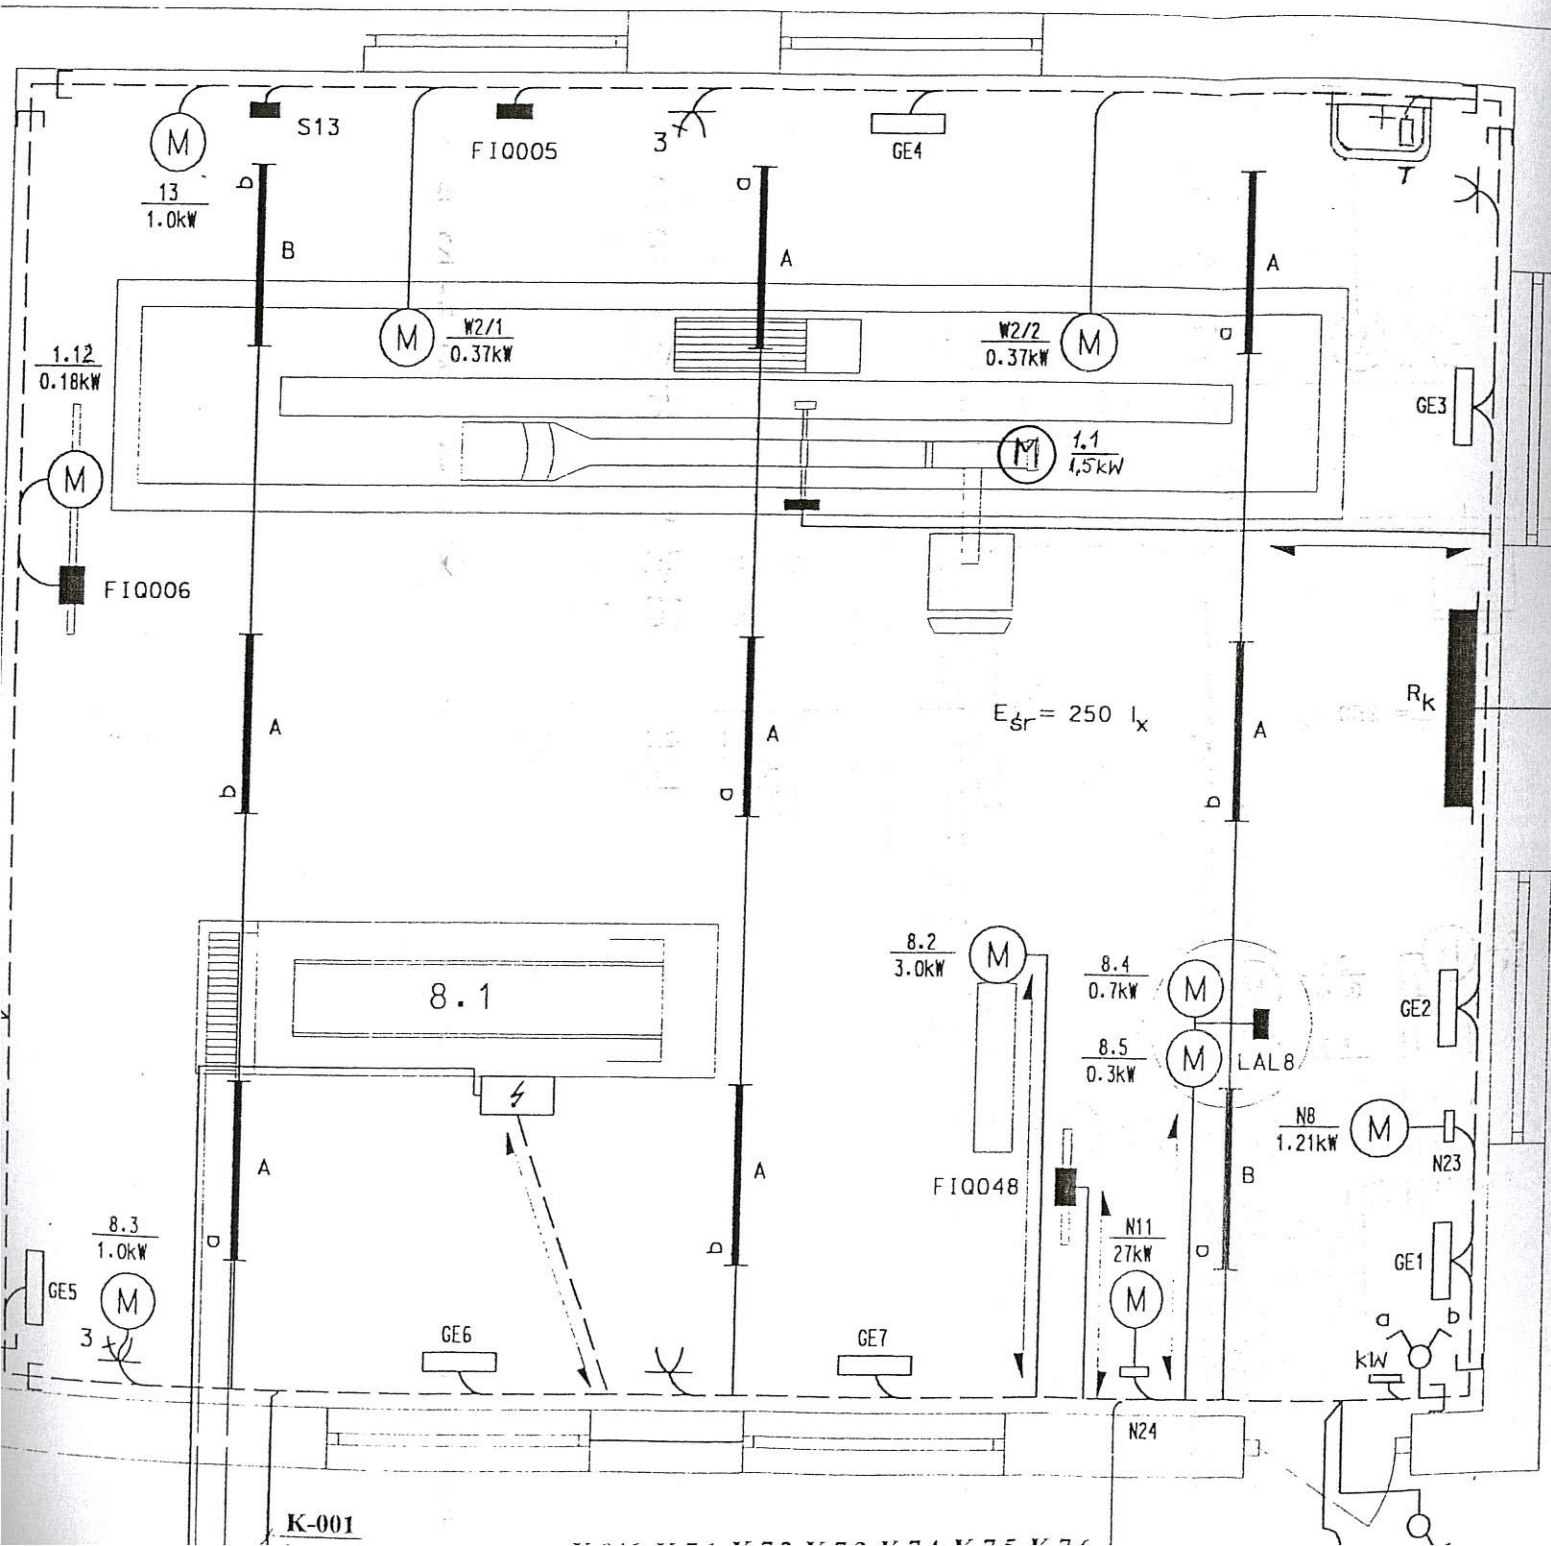 M
S13
FIQ005
3
GE4
T
13
1.0kW
b
a
B
A
A
a
M
W2/1
0.37kW
W2/2
0.37kW
M
1.12
0.18kW
GE3
M
M
1.1
1,5kW
FIQ006
Eśr = 250 lx
Rk
A
A
A
b
a
b
8.1
8.2
3.0kW
M
8.4
0.7kW
M
GE2
8.5
0.3kW
M
LAL8
N8
1.21kW
M
N23
A
A
B
FIQ048
8.3
1.0kW
a
b
N11
27kW
a
GE1
GE5
M
M
3
GE6
GE7
a
b
kW
N24
K-001